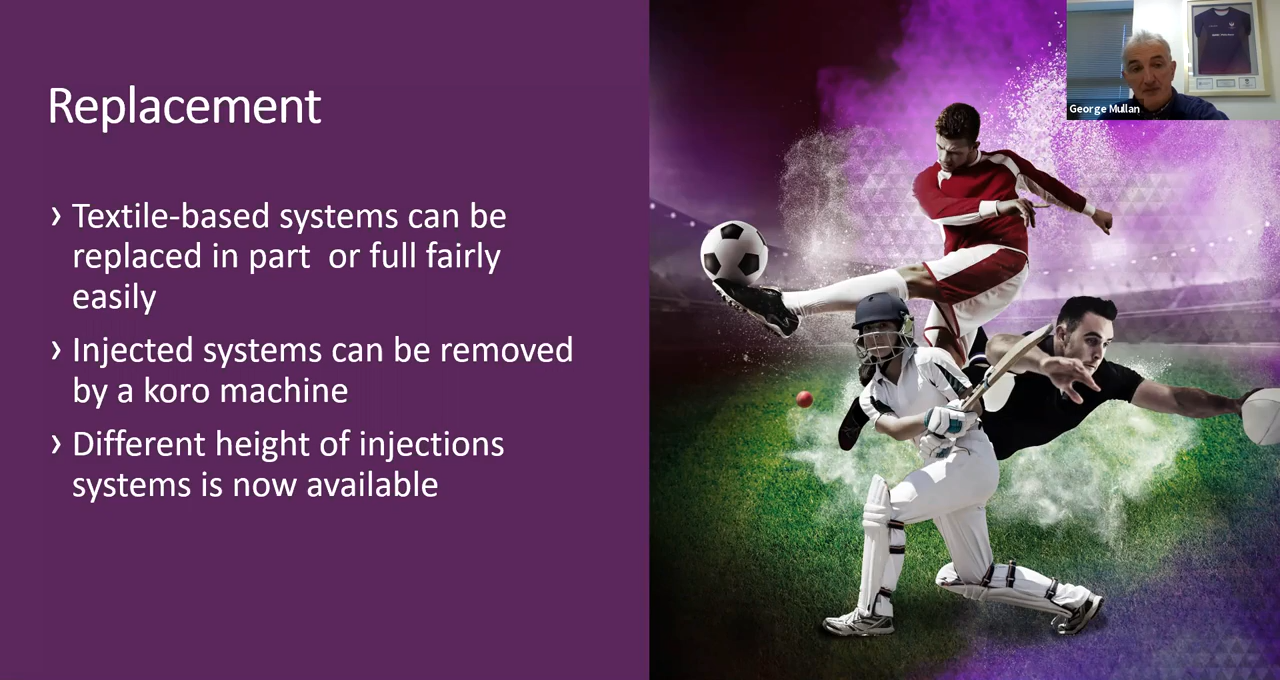 Replacement
› Textile-based systems can be
replaced in part  or full fairly
easily
› Injected systems can be removed
by a koro machine
› Different height of injections
systems is now available
George Mullan